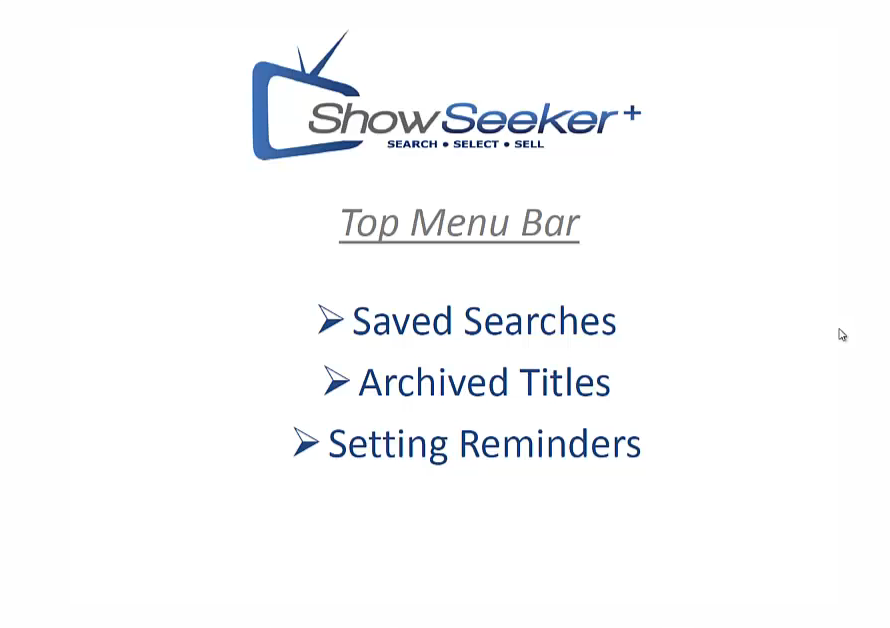 ShowSeeker+
SEARCH • SELECT • SELL
Top Menu Bar
➢ Saved Searches
➢ Archived Titles
➢ Setting Reminders